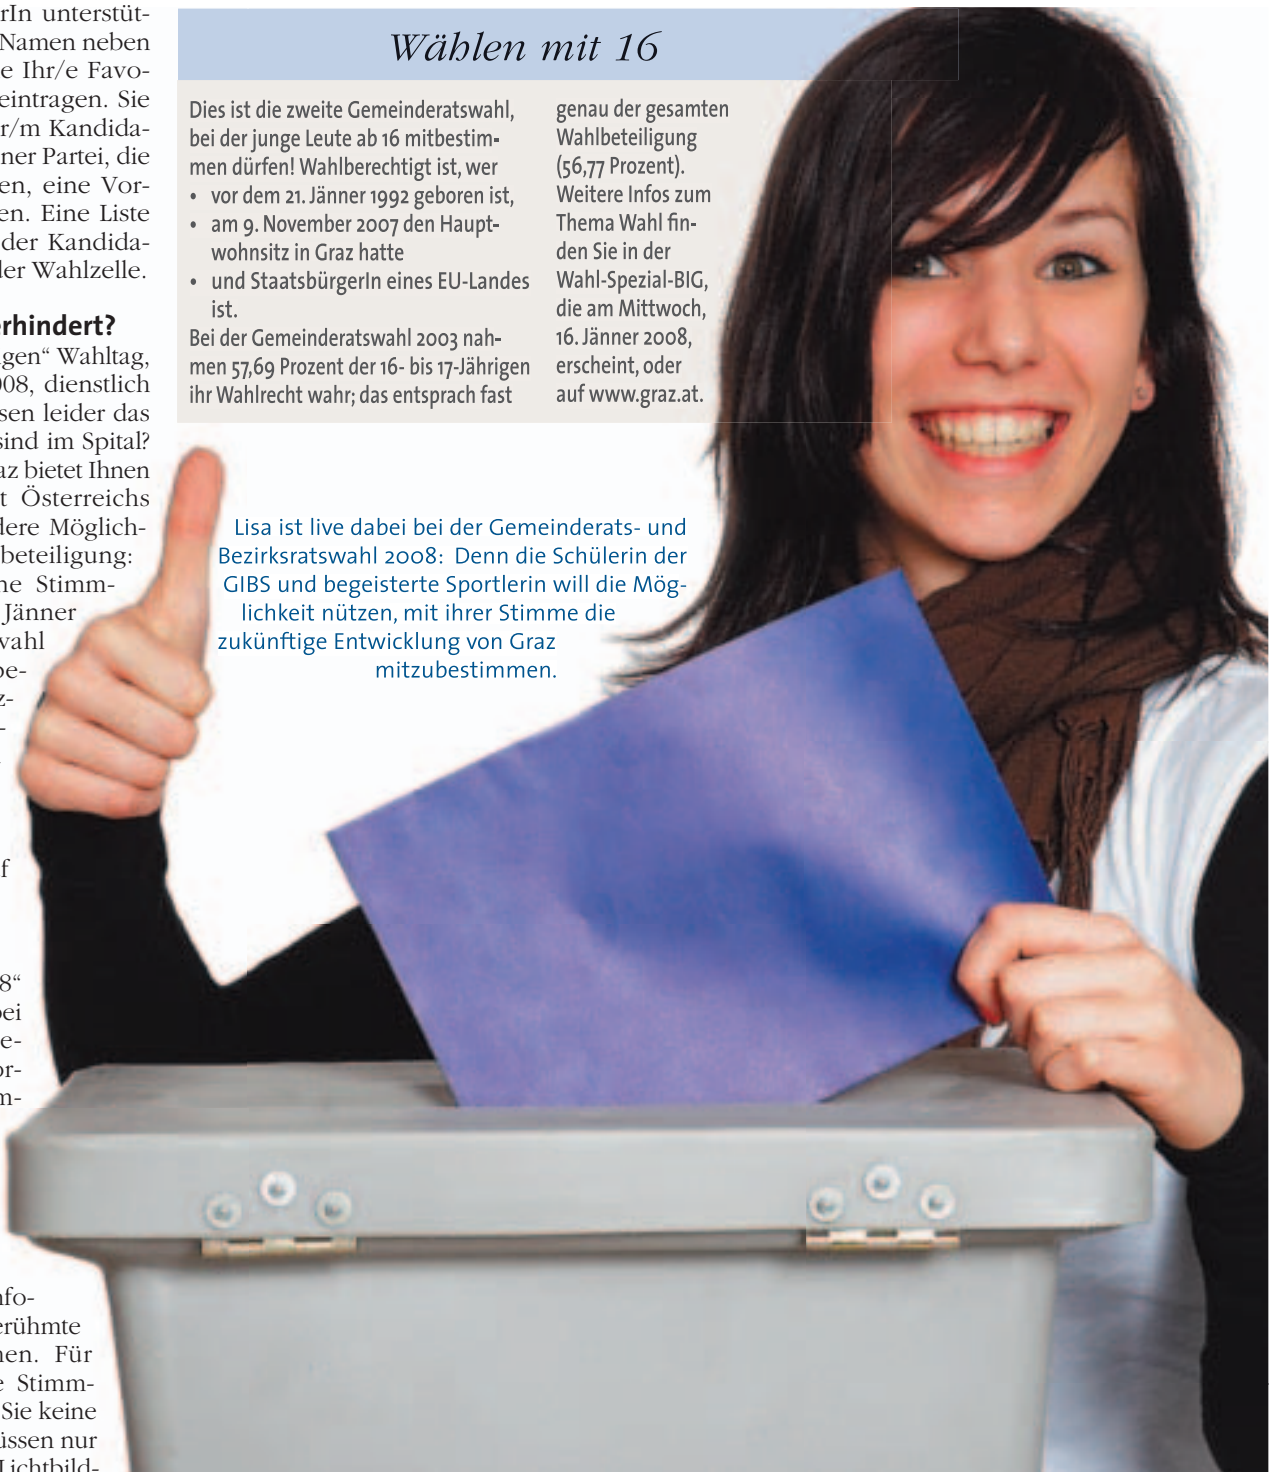 rIn unterstüt-
Namen neben
e Ihr/e Favo-
eintragen. Sie
r/m Kandida-
ner Partei, die
en, eine Vor-
en. Eine Liste
der Kandida-
der Wahlzelle.
erhindert?
gen“ Wahltag,
008, dienstlich
sen leider das
sind im Spital?
az bietet Ihnen
t Österreichs
dere Möglich-
beteiligung:
ne Stimm-
Jänner
wahl
be-
z-
-
f
8“
bei
e-
or-
m-
nfo-
erühmte
nen. Für
e Stimm-
Sie keine
üssen nur
Lichtbild-
Wählen mit 16
Dies ist die zweite Gemeinderatswahl,
bei der junge Leute ab 16 mitbestim-
men dürfen! Wahlberechtigt ist, wer
• vor dem 21. Jänner 1992 geboren ist,
• am 9. November 2007 den Haupt-
wohnsitz in Graz hatte
• und StaatsbürgerIn eines EU-Landes
ist.
Bei der Gemeinderatswahl 2003 nah-
men 57,69 Prozent der 16- bis 17-Jährigen
ihr Wahlrecht wahr; das entsprach fast
genau der gesamten
Wahlbeteiligung
(56,77 Prozent).
Weitere Infos zum
Thema Wahl fin-
den Sie in der
Wahl-Spezial-BIG,
die am Mittwoch,
16. Jänner 2008,
erscheint, oder
auf www.graz.at.
Lisa ist live dabei bei der Gemeinderats- und
Bezirksratswahl 2008: Denn die Schülerin der
GIBS und begeisterte Sportlerin will die Mög-
lichkeit nützen, mit ihrer Stimme die
zukünftige Entwicklung von Graz
mitzubestimmen.